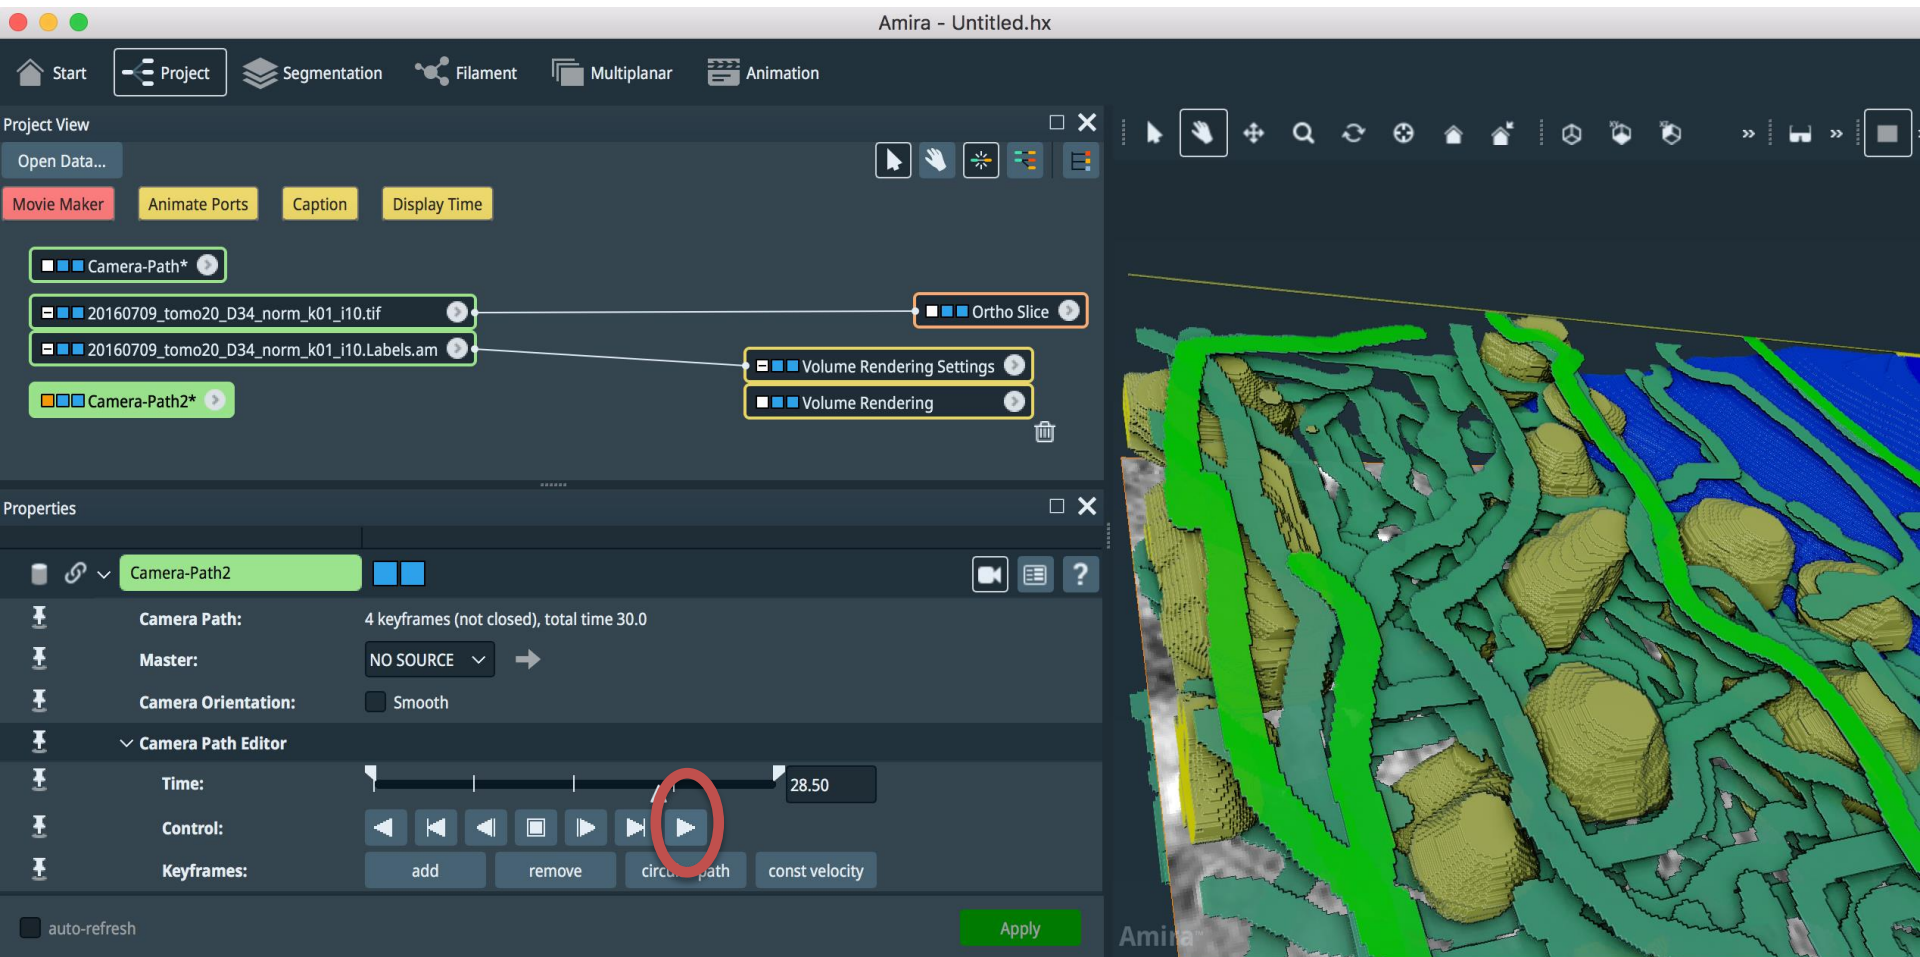 Amira - Untitled.hx
Start Project Segmentation Filament Multiplanar Animation
Project View
Open Data...
Movie Maker Animate Ports Caption Display Time
Camera-Path*
20160709_tomo20_D34_norm_k01_i10.tif
Ortho Slice
20160709_tomo20_D34_norm_k01_i10.Labels.am
Volume Rendering Settings
Camera-Path2*
Volume Rendering
Properties
Camera-Path2
?
Camera Path: 4 keyframes (not closed), total time 30.0
Master: NO SOURCE
Camera Orientation: Smooth
Camera Path Editor
Time: 28.50
Control:
Keyframes: add remove const velocity
auto-refresh Apply
Amira